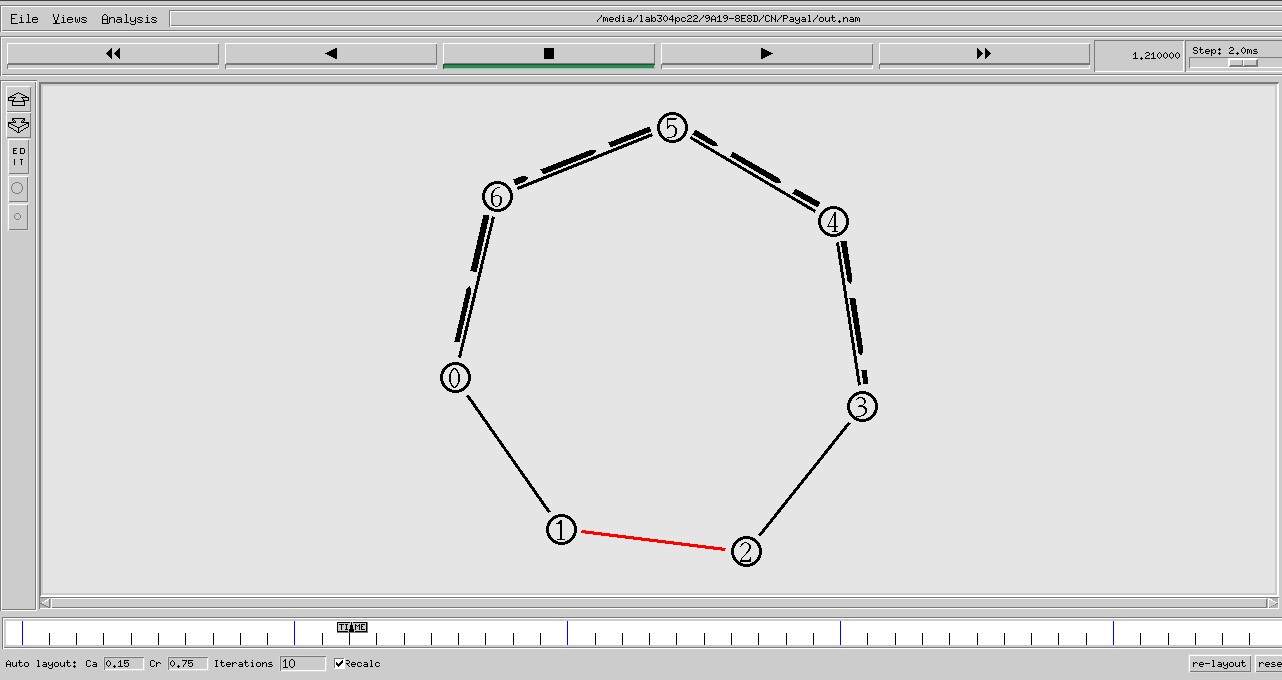 File Views Analysis /media/lab304pc22/9A19-8E8D/CN/Payal/out.nam
1.210000 Step: 2.0ms
ED
IT
5
6
4
0
3
1
2
TIME
Auto layout: Ca 0.15 Cr 0.75 Iterations 10 Recalc re-layout rese